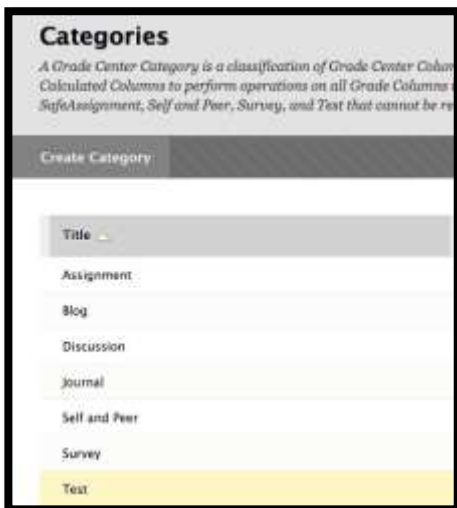 Categories
A Grade Center Category is a classification of Grade Center Colum
Calculated Columns to perform operations on all Grade Columns
SafeAssignment, Self and Peer, Survey, and Test that cannot be re
Create Category
Title
Assignment
Blog
Discussion
Journal
Self and Peer
Survey
Test